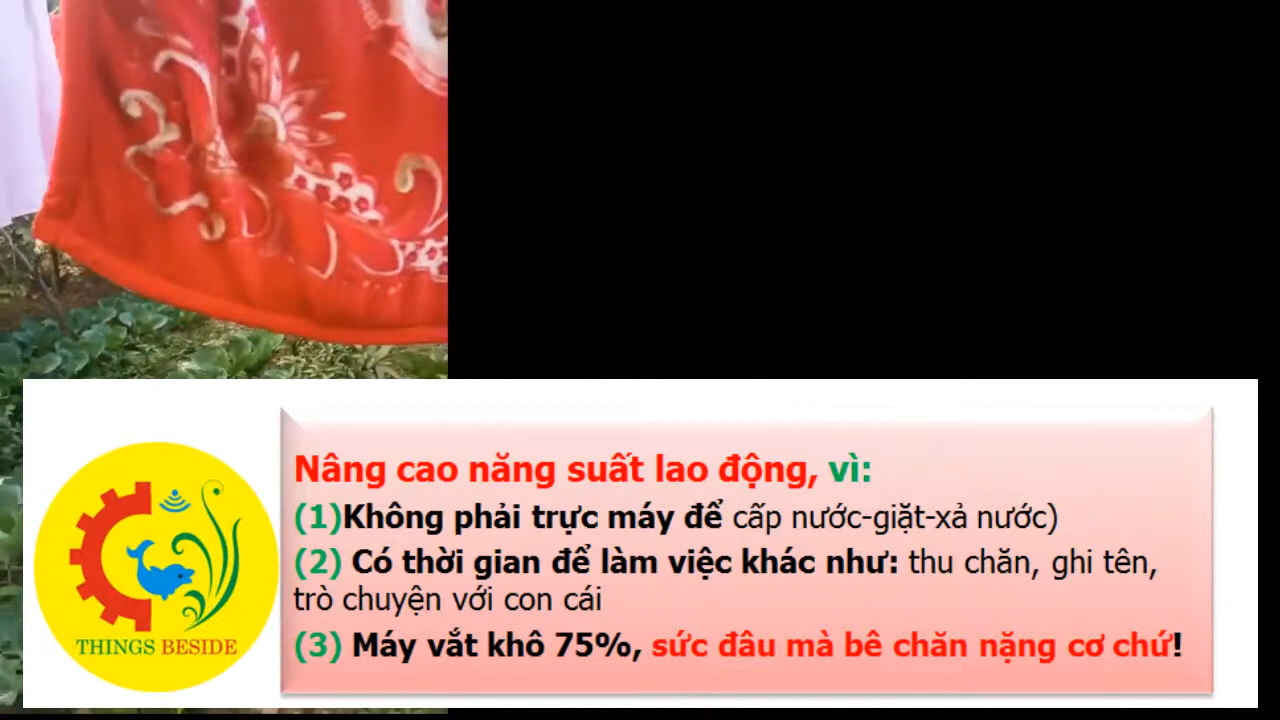 Nâng cao năng suất lao động, vì:
(1)Không phải trực máy để cấp nước-giặt-xả nước)
(2) Có thời gian để làm việc khác như: thu chăn, ghi tên,
trò chuyện với con cái
(3) Máy vắt khô 75%, sức đâu mà bê chăn nặng cơ chứ!
THINGS BESIDE